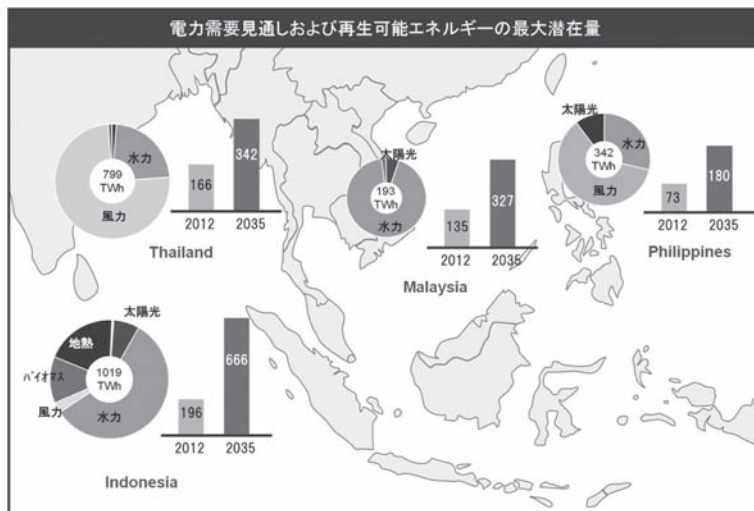 電力需要見通しおよび再生可能エネルギーの最大潜在量
水力
799
TWh
風力
166
342
2012
2035
Thailand
太陽光
193
TWh
水力
135
327
2012
2035
Malaysia
太陽光
342
TWh
水力
風力
73
180
2012
2035
Philippines
太陽光
地熱
バイオマス
風力
1019
TWh
水力
196
666
2012
2035
Indonesia